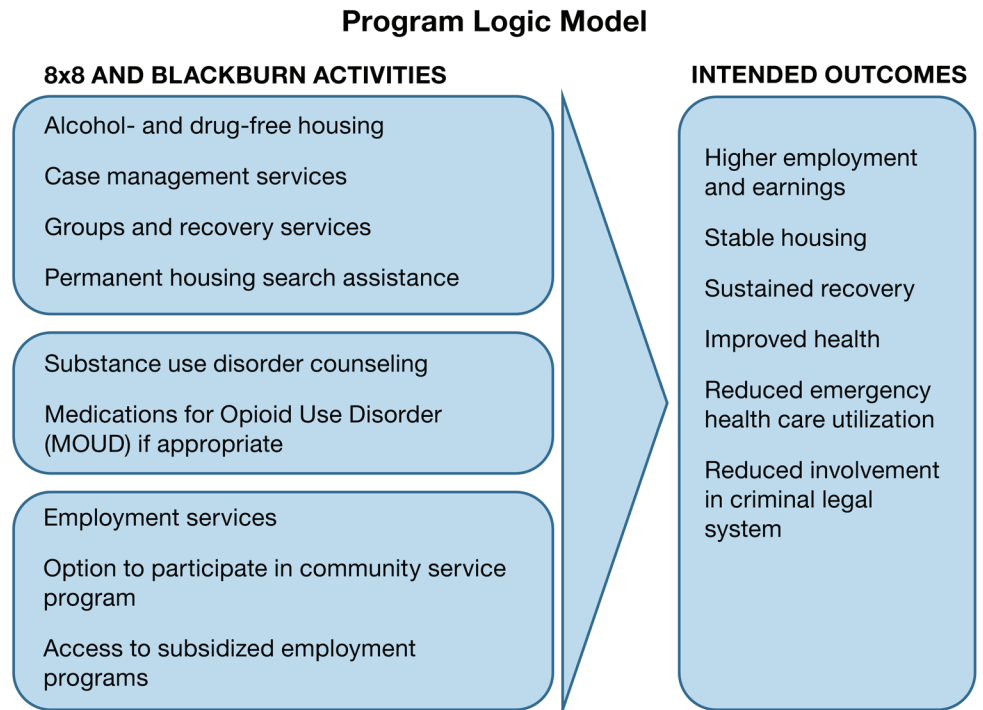 Program Logic Model
8x8 AND BLACKBURN ACTIVITIES
Alcohol- and drug-free housing
Case management services
Groups and recovery services
Permanent housing search assistance
Substance use disorder counseling
Medications for Opioid Use Disorder
(MOUD) if appropriate
Employment services
Option to participate in community service
program
Access to subsidized employment
programs
INTENDED OUTCOMES
Higher employment
and earnings
Stable housing
Sustained recovery
Improved health
Reduced emergency
health care utilization
Reduced involvement
in criminal legal
system